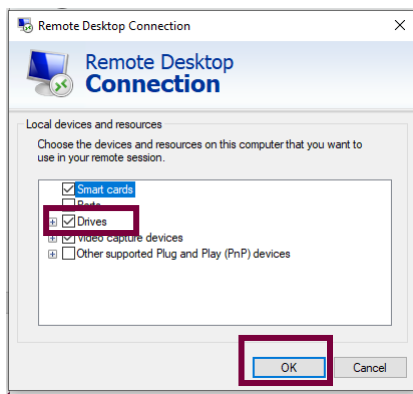 Remote Desktop Connection
Remote Desktop
Connection
Local devices and resources
Choose the devices and resources on this computer that you want to
use in your remote session.
Smart cards
Ports
Drives
Video capture devices
Other supported Plug and Play (PnP) devices
OK
Cancel